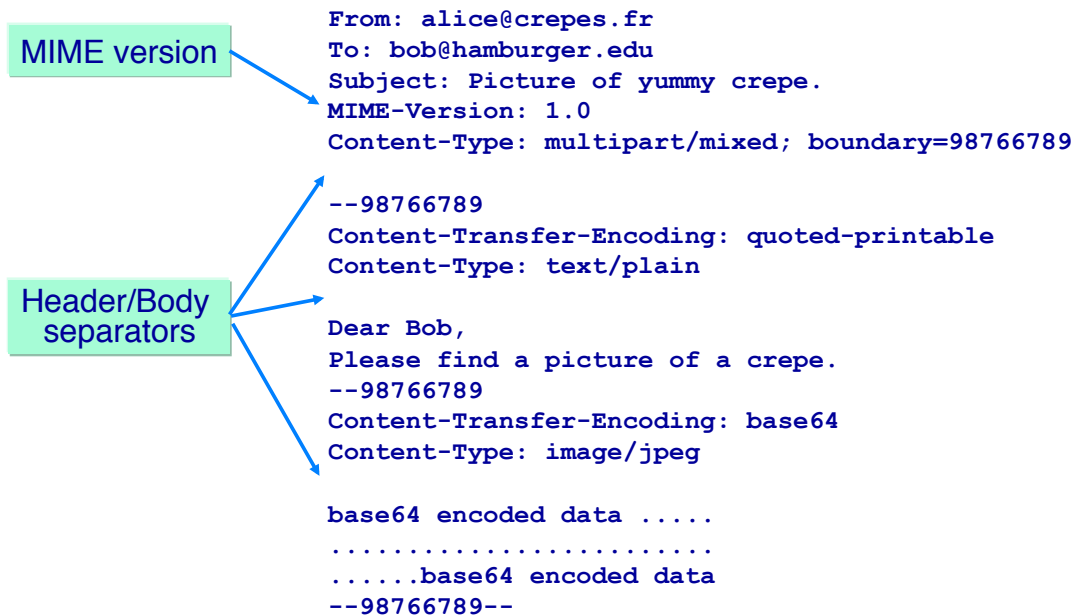 From: alice@crepes.fr
To: bob@hamburger.edu
MIME version
Subject: Picture of yummy crepe.
MIME-Version: 1.0
Content-Type: multipart/mixed; boundary=98766789
--98766789
Content-Transfer-Encoding: quoted-printable
Content-Type: text/plain
Header/Body
separators
Dear Bob,
Please find a picture of a crepe.
--98766789
Content-Transfer-Encoding: base64
Content-Type: image/jpeg
base64 encoded data .....
.........................
......base64 encoded data
--98766789--